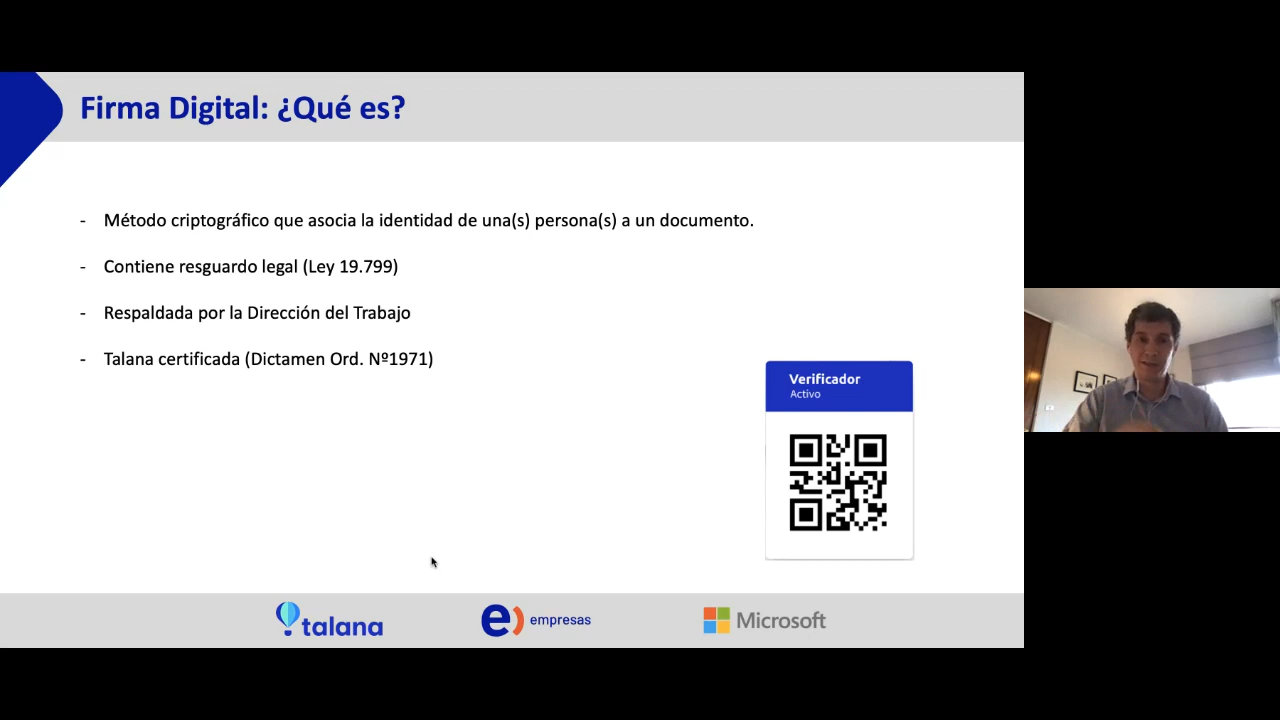 Firma Digital: ¿Qué es?
- Método criptográfico que asocia la identidad de una(s) persona(s) a un documento.
- Contiene resguardo legal (Ley 19.799)
- Respaldada por la Dirección del Trabajo
- Talana certificada (Dictamen Ord. Nº1971)
Verificador
Activo
talana
e) empresas
Microsoft